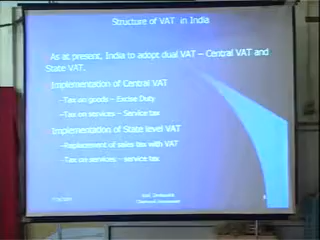 Structure of VAT in India
As at present, India to adopt dual VAT – Central VAT and
State VAT.
Implementation of Central VAT
–Tax on goods – Excise Duty
–Tax on services – Service tax
Implementation of State level VAT
–Replacement of sales tax with VAT
–Tax on services – service tax